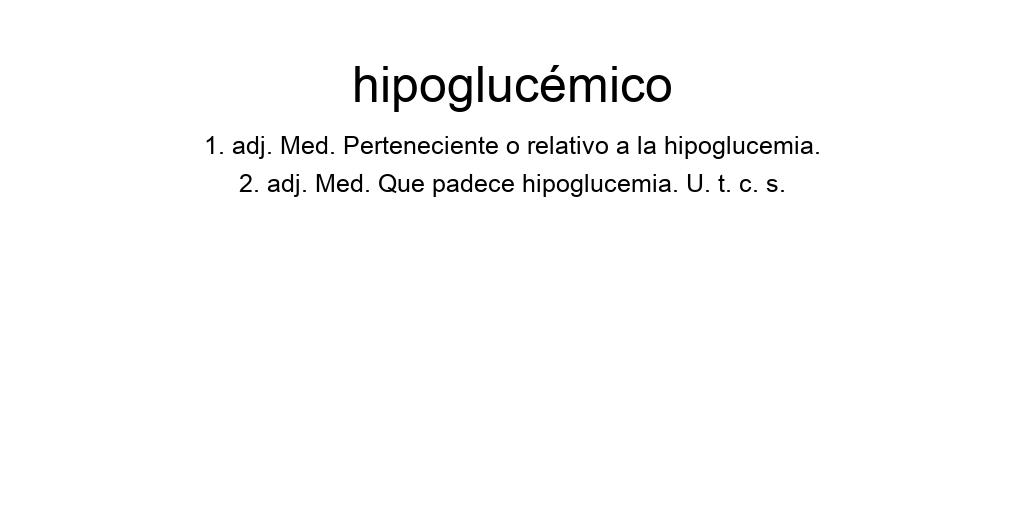 hipoglucémico
1. adj. Med. Perteneciente o relativo a la hipoglucemia.
2. adj. Med. Que padece hipoglucemia. U. t. c. s.